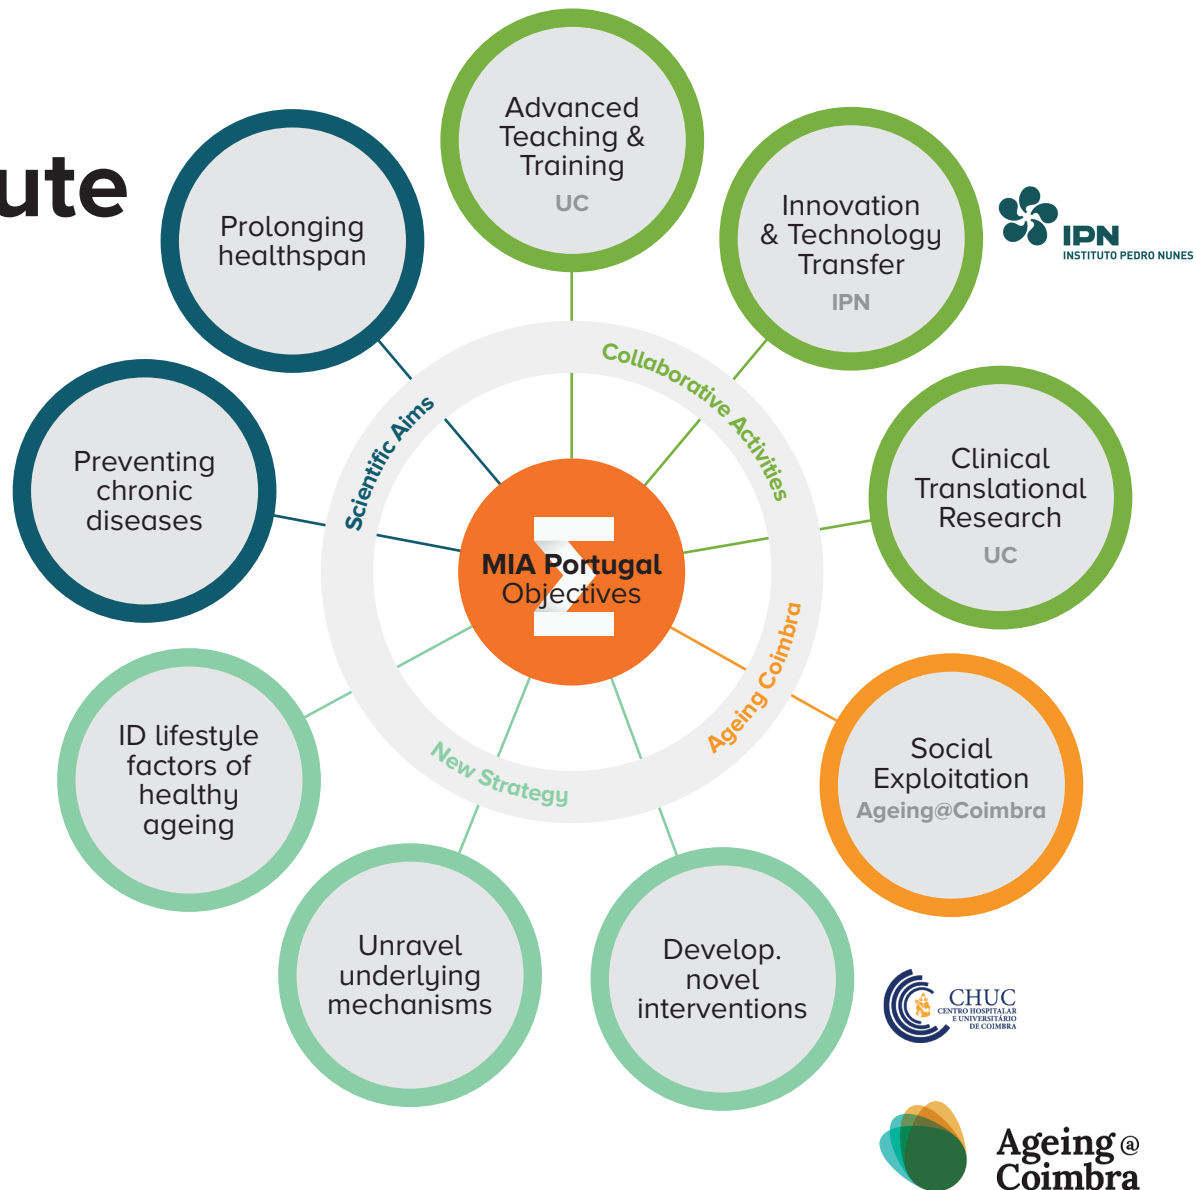 ute
Advanced
Teaching &
Training
UC
Innovation
& Technology
Transfer
IPN
IPN
INSTITUTO PEDRO NUNES
Prolonging
healthspan
Collaborative Activities
Scientific Aims
Preventing
chronic
diseases
Clinical
Translational
Research
UC
MIA Portugal
Objectives
Ageing Coimbra
New Strategy
ID lifestyle
factors of
healthy
ageing
Social
Exploitation
Ageing@Coimbra
Unravel
underlying
mechanisms
Develop.
novel
interventions
CHUC
CENTRO HOSPITALAR
E UNIVERSITÁRIO
DE COIMBRA
Ageing @
Coimbra